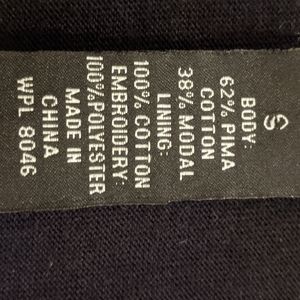 S
BODY:
62% PIMA
COTTON
38% MODAL
LINING:
100% COTTON
EMBROIDERY:
100%POLYESTER
MADE IN
CHINA
WPL 8046